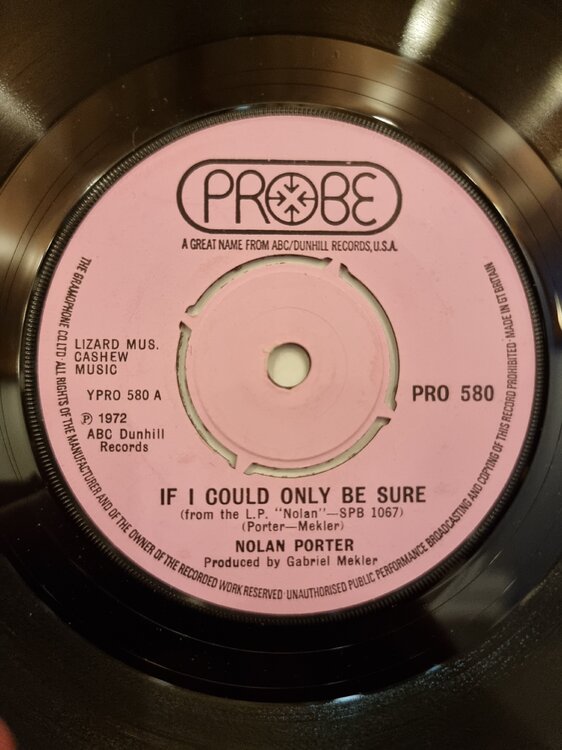 PROBE
A GREAT NAME FROM ABC/DUNHILL RECORDS, U.S.A.
LIZARD MUS.
CASHEW
MUSIC
YPRO 580 A
℗ 1972
ABC Dunhill
Records
PRO 580
IF I COULD ONLY BE SURE
(from the L.P. "Nolan"—SPB 1067)
(Porter—Mekler)
NOLAN PORTER
Produced by Gabriel Mekler
THE GRAMOPHONE CO. LTD · ALL RIGHTS OF THE MANUFACTURER AND OF THE OWNER OF THE RECORDED WORK RESERVED · UNAUTHORISED PUBLIC PERFORMANCE BROADCASTING AND COPYING OF THIS RECORD PROHIBITED · MADE IN GT BRITAIN